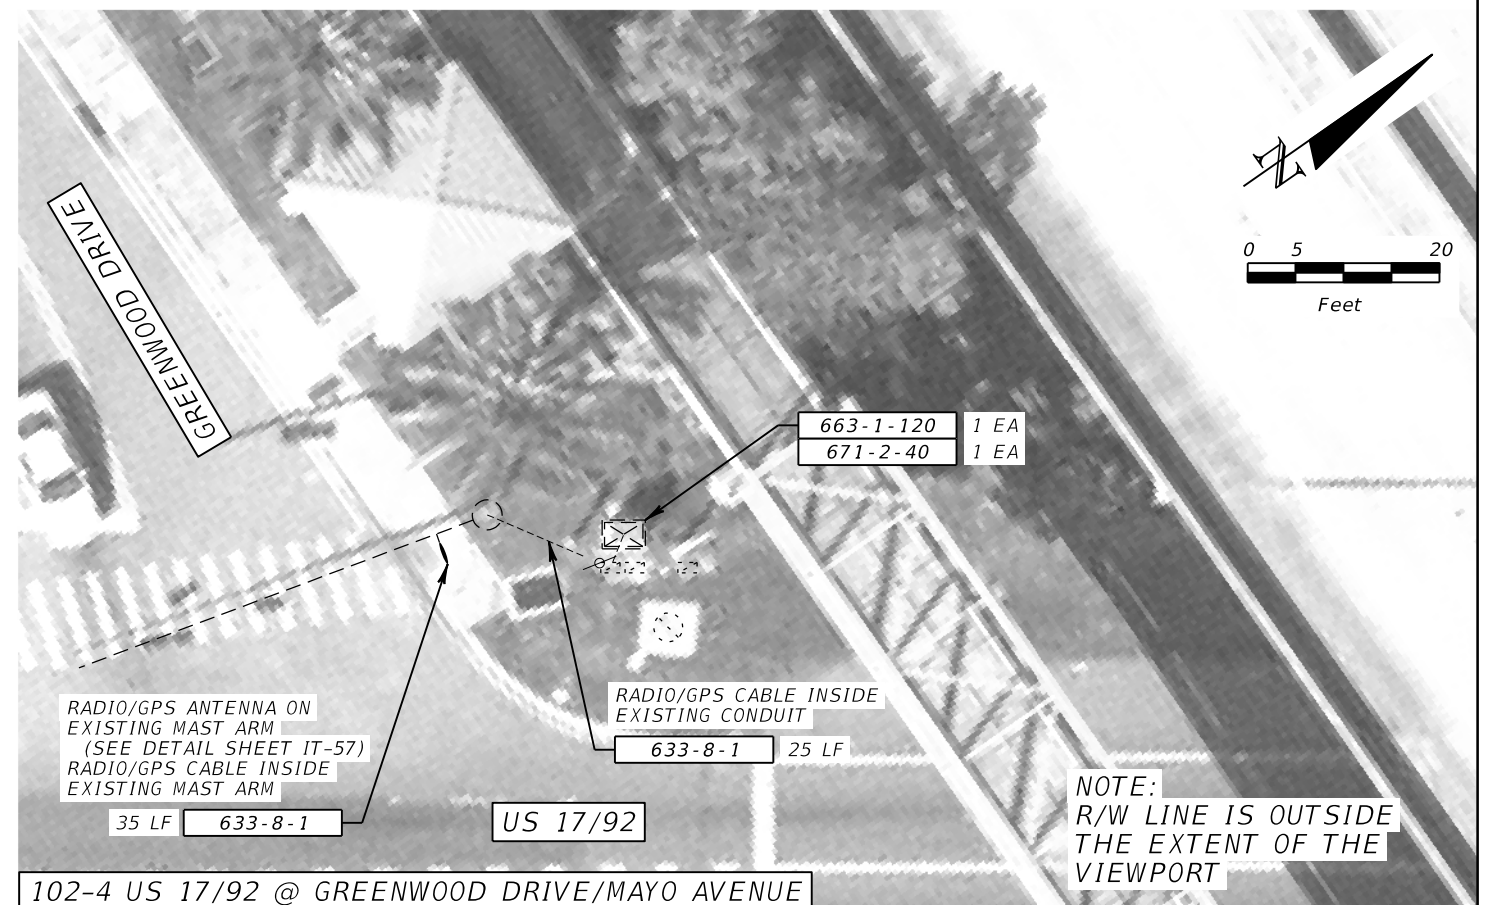 N
0 5 20
Feet
GREENWOOD DRIVE
663-1-120 1 EA
671-2-40 1 EA
RADIO/GPS ANTENNA ON
EXISTING MAST ARM
(SEE DETAIL SHEET IT-57)
RADIO/GPS CABLE INSIDE
EXISTING MAST ARM
35 LF 633-8-1
RADIO/GPS CABLE INSIDE
EXISTING CONDUIT
633-8-1 25 LF
US 17/92
NOTE:
R/W LINE IS OUTSIDE
THE EXTENT OF THE
VIEWPORT
102-4 US 17/92 @ GREENWOOD DRIVE/MAYO AVENUE